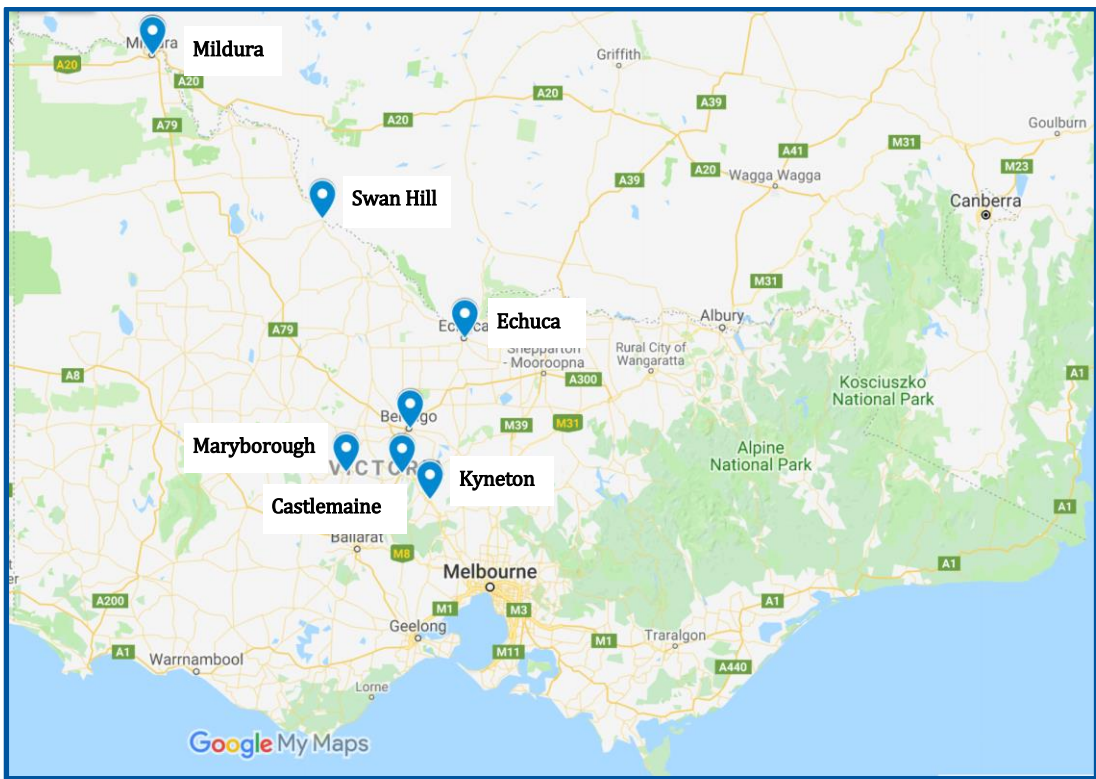 Mildura
A20
A20
A79
Griffith
A20
A20
A39
Goulburn
A41
M31
M23
A39
A20
Wagga Wagga
Swan Hill
Canberra
M31
Echuca
Albury
A79
Shepparton
- Mooroopna
Rural City of
Wangaratta
A8
A300
A1
Kosciuszko
National Park
M39
M31
Maryborough
VICTOR
Alpine
National Park
Kyneton
Castlemaine
A1
Ballarat
M8
Melbourne
A1
A200
M1
M3
A1
Geelong
A1
M1
Traralgon
Warrnambool
M11
A440
Lorne
Google My Maps